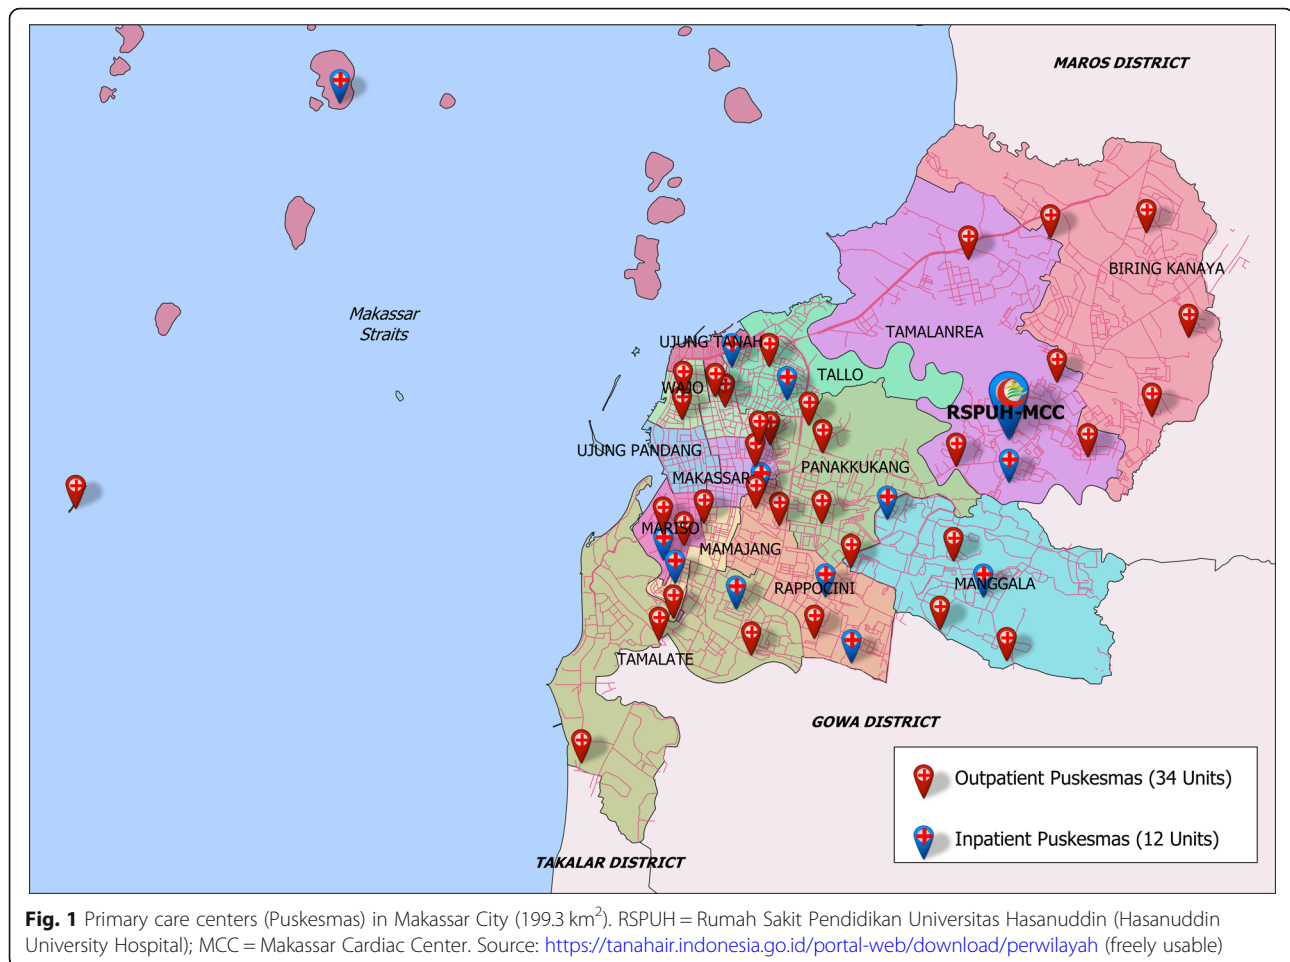 MAROS DISTRICT
BIRING KANAYA
Makassar
Straits
TAMALANREA
UJUNG TANAH
TALLO
WAJO
RSPUH-MCC
UJUNG PANDANG
PANAKKUKANG
MAKASSAR
MARISO
MAMAJANG
RAPPOCINI
MANGGALA
TAMALATE
GOWA DISTRICT
Outpatient Puskesmas (34 Units)
Inpatient Puskesmas (12 Units)
TAKALAR DISTRICT
Fig. 1 Primary care centers (Puskesmas) in Makassar City (199.3 km²). RSPUH = Rumah Sakit Pendidikan Universitas Hasanuddin (Hasanuddin
University Hospital); MCC = Makassar Cardiac Center. Source: https://tanahair.indonesia.go.id/portal-web/download/perwilayah (freely usable)